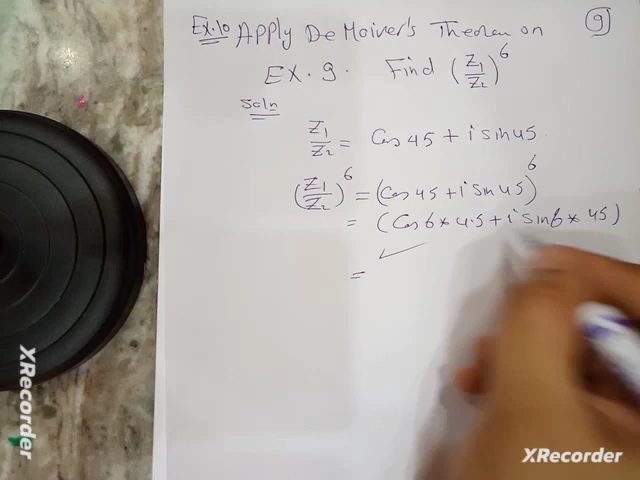 Ex.10 Apply De Moiver's Theorem on
9
Ex.9. Find (Z1/Z2)^6
Soln
Z1/Z2 = Cos 45 + i sin 45
(Z1/Z2)^6 = (Cos 45 + i sin 45)^6
= (Cos 6 * 45 + i sin 6 * 45)
=
XRecorder
XRecorder